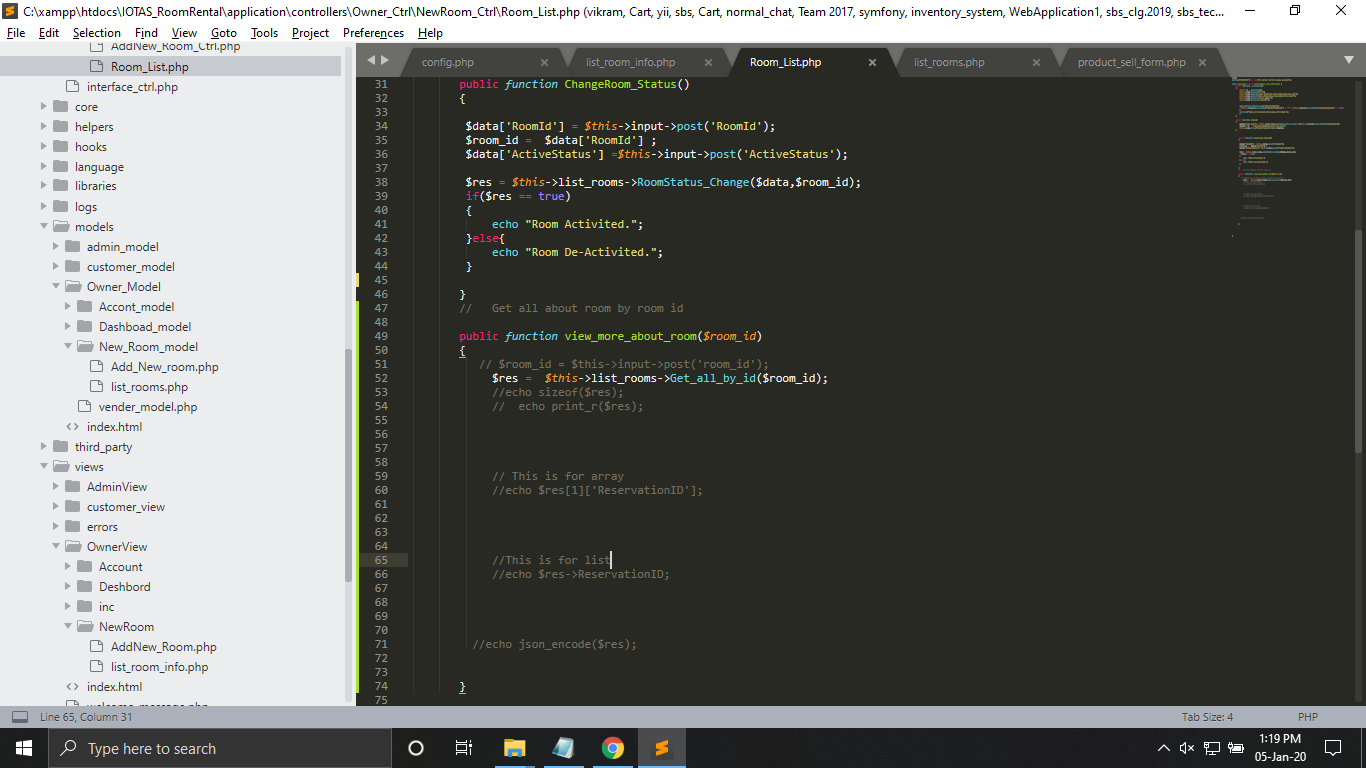 C:\xampp\htdocs\IOTAS_RoomRental\application\controllers\Owner_Ctrl\NewRoom_Ctrl\Room_List.php (vikram, Cart, yii, sbs, Cart, normal_chat, Team 2017, symfony, inventory_system, WebApplication1, sbs_clg.2019, sbs_tec...
File Edit Selection Find View Goto Tools Project Preferences Help
AddNew_Room_Ctrl.php
Room_List.php
interface_ctrl.php
core
helpers
hooks
language
libraries
logs
models
admin_model
customer_model
Owner_Model
Accont_model
Dashboad_model
New_Room_model
Add_New_room.php
list_rooms.php
vender_model.php
index.html
third_party
views
AdminView
customer_view
errors
OwnerView
Account
Deshbord
inc
NewRoom
AddNew_Room.php
list_room_info.php
index.html
welcome_message.php
config.php list_room_info.php Room_List.php list_rooms.php product_sell_form.php
31 public function ChangeRoom_Status()
32 {
33
34 $data['RoomId'] = $this->input->post('RoomId');
35 $room_id = $data['RoomId'] ;
36 $data['ActiveStatus'] =$this->input->post('ActiveStatus');
37
38 $res = $this->list_rooms->RoomStatus_Change($data,$room_id);
39 if($res == true)
40 {
41 echo "Room Activited.";
42 }else{
43 echo "Room De-Activited.";
44 }
45
46 }
47 // Get all about room by room id
48
49 public function view_more_about_room($room_id)
50 {
51 // $room_id = $this->input->post('room_id');
52 $res = $this->list_rooms->Get_all_by_id($room_id);
53 //echo sizeof($res);
54 // echo print_r($res);
55
56
57
58
59 // This is for array
60 //echo $res[1]['ReservationID'];
61
62
63
64
65 //This is for list
66 //echo $res->ReservationID;
67
68
69
70
71 //echo json_encode($res);
72
73
74 }
75
Line 65, Column 31 Tab Size: 4 PHP
Type here to search
1:19 PM
05-Jan-20